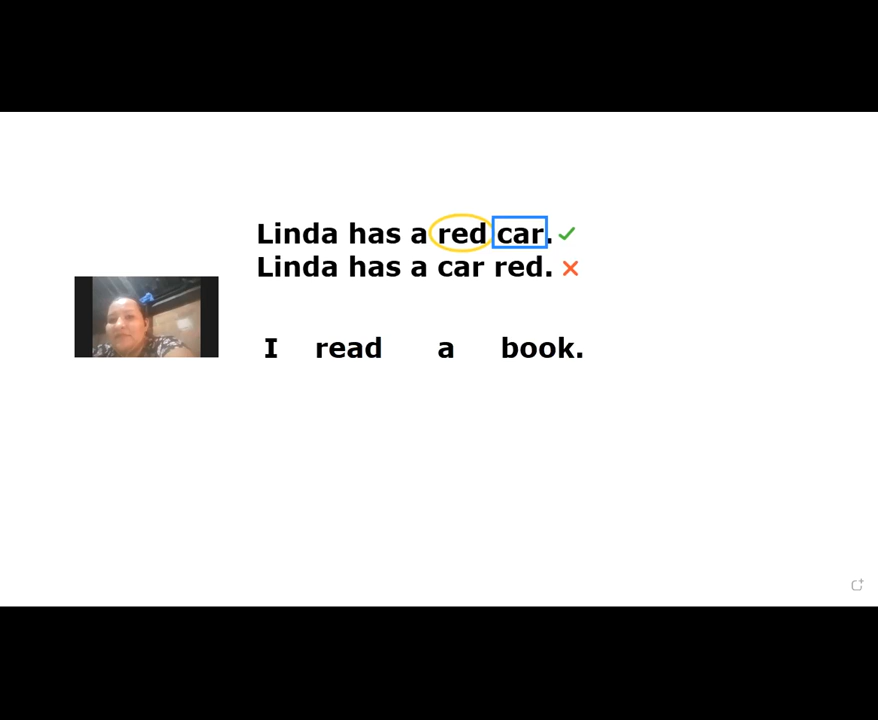 Linda has a red car.
Linda has a car red.
I read a book.